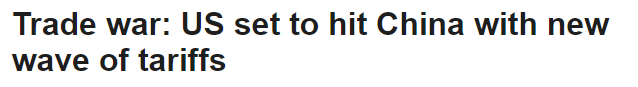 Trade war: US set to hit China with new
wave of tariffs